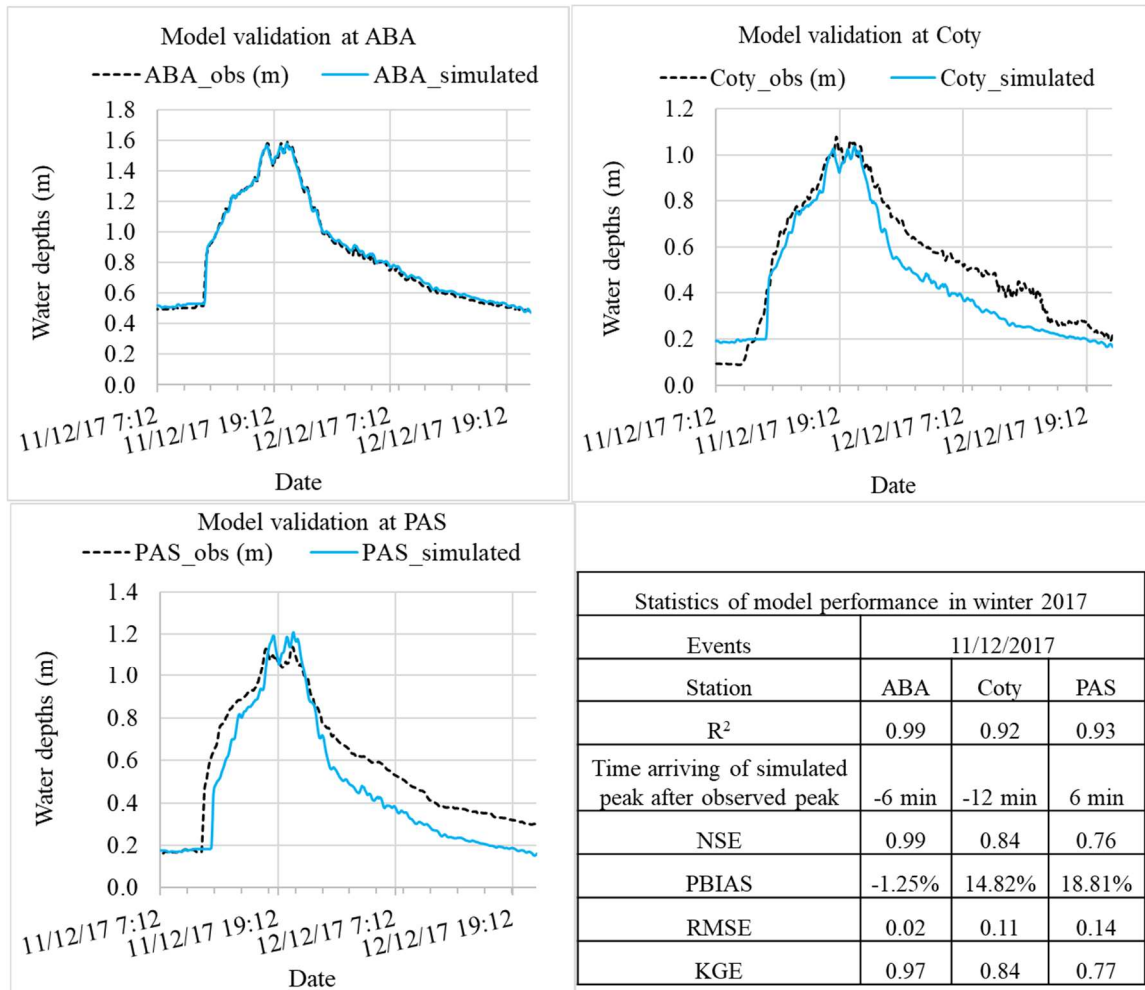 Model validation at ABA
ABA_obs (m) ABA_simulated
Water depths (m)
1.8
1.6
1.4
1.2
1.0
0.8
0.6
0.4
0.2
0.0
11/12/17 7:12
11/12/17 19:12
12/12/17 7:12
12/12/17 19:12
Date
Model validation at Coty
Coty_obs (m) Coty_simulated
Water depths (m)
1.2
1.0
0.8
0.6
0.4
0.2
0.0
11/12/17 7:12
11/12/17 19:12
12/12/17 7:12
12/12/17 19:12
Date
Model validation at PAS
PAS_obs (m) PAS_simulated
Water depths (m)
1.4
1.2
1.0
0.8
0.6
0.4
0.2
0.0
11/12/17 7:12
11/12/17 19:12
12/12/17 7:12
12/12/17 19:12
Date
Statistics of model performance in winter 2017
Events 11/12/2017
Station ABA Coty PAS
R² 0.99 0.92 0.93
Time arriving of simulated
peak after observed peak -6 min -12 min 6 min
NSE 0.99 0.84 0.76
PBIAS -1.25% 14.82% 18.81%
RMSE 0.02 0.11 0.14
KGE 0.97 0.84 0.77